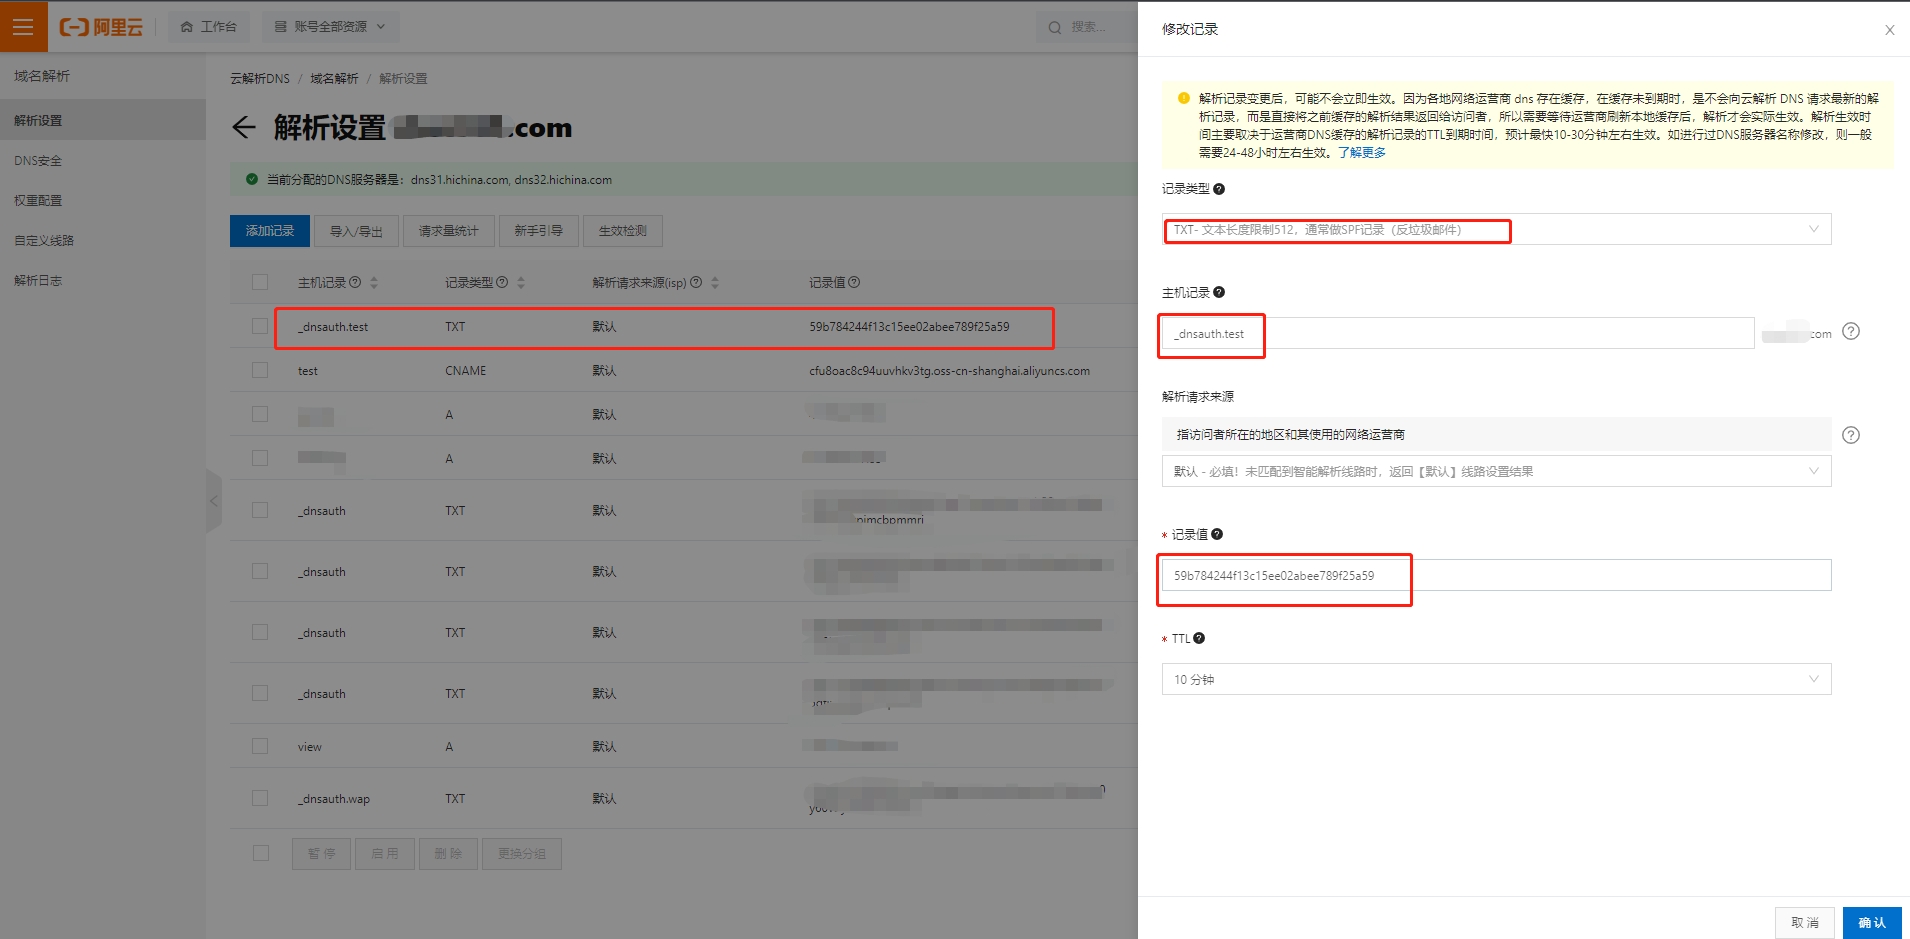 阿里云
工作台
账号全部资源
搜索...
域名解析
解析设置
DNS安全
权重配置
自定义线路
解析日志
云解析DNS / 域名解析 / 解析设置
解析设置 .com
当前分配的DNS服务器是：dns31.hichina.com, dns32.hichina.com
添加记录 导入/导出 请求量统计 新手引导 生效检测
主机记录 记录类型 解析请求来源(isp) 记录值
_dnsauth.test TXT 默认 59b784244f13c15ee02abee789f25a59
test CNAME 默认 cfu8oac8c94uuvhkv3tg.oss-cn-shanghai.aliyuncs.com
A 默认
A 默认
_dnsauth TXT 默认
_dnsauth TXT 默认
_dnsauth TXT 默认
_dnsauth TXT 默认
view A 默认
_dnsauth.wap TXT 默认
暂停 启用 删除 更换分组
修改记录
解析记录变更后，可能不会立即生效。因为各地网络运营商 dns 存在缓存，在缓存未到期时，是不会向云解析 DNS 请求最新的解
析记录，而是直接将之前缓存的解析结果返回给访问者，所以需要等待运营商刷新本地缓存后，解析才会实际生效。解析生效时
间主要取决于运营商DNS缓存的解析记录的TTL到期时间，预计最快10-30分钟左右生效。如进行过DNS服务器名称修改，则一般
需要24-48小时左右生效。了解更多
记录类型
TXT- 文本长度限制512，通常做SPF记录（反垃圾邮件）
主机记录
_dnsauth.test
com
解析请求来源
指访问者所在的地区和其使用的网络运营商
默认 - 必填！未匹配到智能解析线路时，返回【默认】线路设置结果
* 记录值
59b784244f13c15ee02abee789f25a59
* TTL
10 分钟
取消 确认